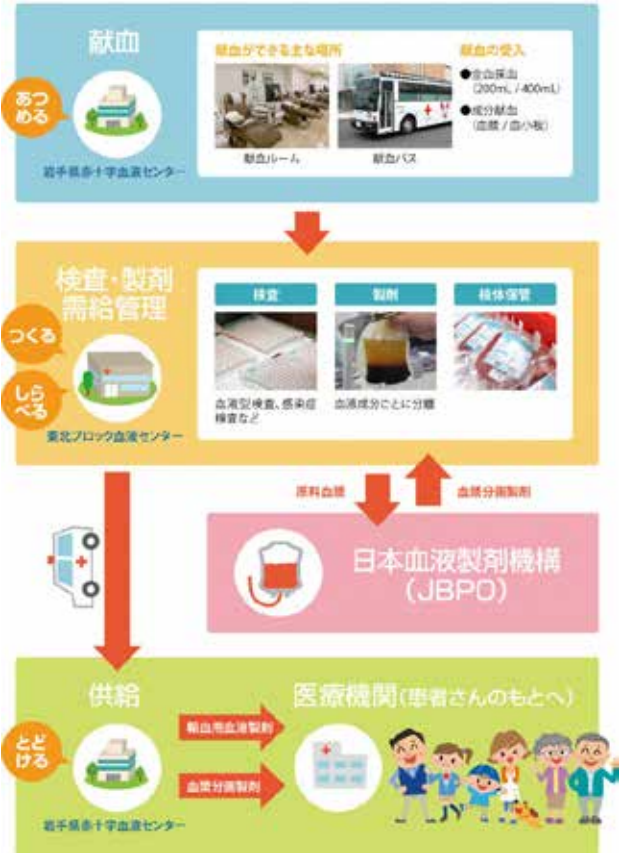 献血
あつ
める
岩手県赤十字血液センター
献血ができる主な場所
献血ルーム
献血バス
献血の受入
●全血採血
(200mL / 400mL)
●成分献血
(血漿 / 血小板)
検査・製剤
需給管理
つくる
しら
べる
東北ブロック血液センター
検査
血液型検査、感染症
検査など
製剤
血液成分ごとに分離
検体保管
原料血漿
血漿分画製剤
日本血液製剤機構
(JBPO)
供給
とど
ける
岩手県赤十字血液センター
輸血用血液製剤
血漿分画製剤
医療機関(患者さんのもとへ)